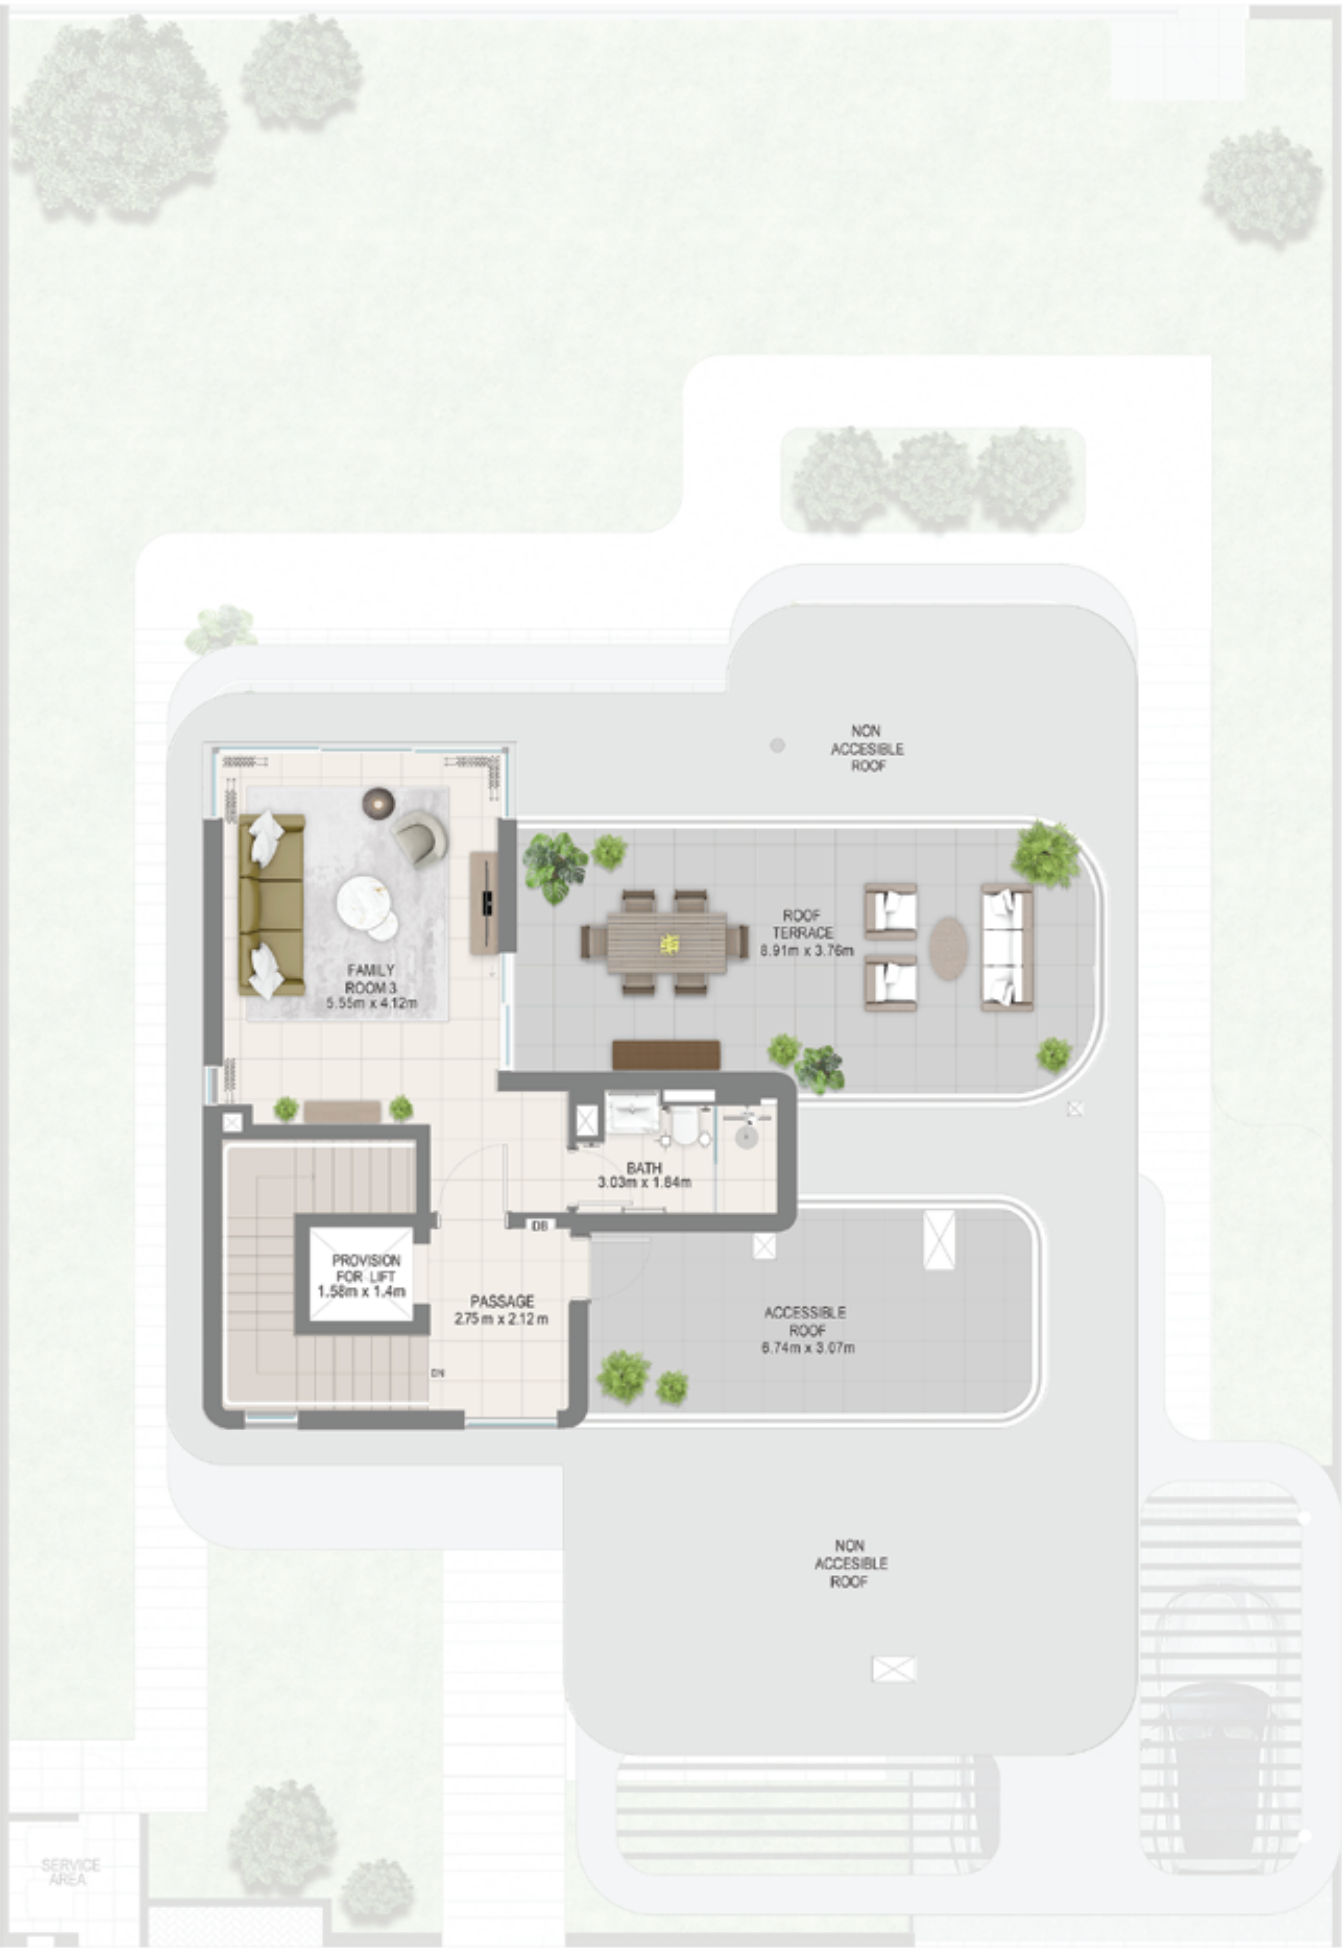 NON
ACCESIBLE
ROOF
ROOF
TERRACE
8.91m x 3.76m
FAMILY
ROOM 3
5.55m x 4.12m
BATH
3.03m x 1.84m
DB
PROVISION
FOR LIFT
1.58m x 1.4m
PASSAGE
2.75 m x 2.12 m
ACCESSIBLE
ROOF
6.74m x 3.07m
DN
NON
ACCESIBLE
ROOF
SERVICE
AREA